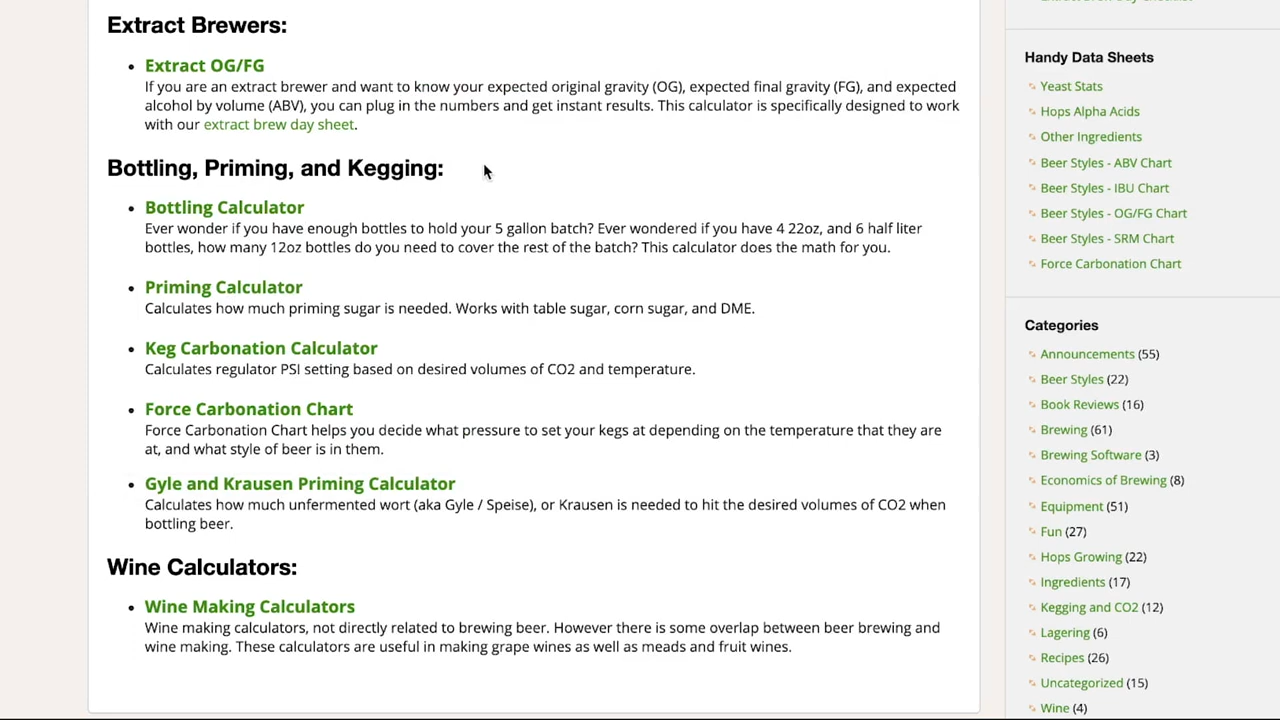 Extract Brewers:
Extract OG/FG
If you are an extract brewer and want to know your expected original gravity (OG), expected final gravity (FG), and expected
alcohol by volume (ABV), you can plug in the numbers and get instant results. This calculator is specifically designed to work
with our extract brew day sheet.
Bottling, Priming, and Kegging:
Bottling Calculator
Ever wonder if you have enough bottles to hold your 5 gallon batch? Ever wondered if you have 4 22oz, and 6 half liter
bottles, how many 12oz bottles do you need to cover the rest of the batch? This calculator does the math for you.
Priming Calculator
Calculates how much priming sugar is needed. Works with table sugar, corn sugar, and DME.
Keg Carbonation Calculator
Calculates regulator PSI setting based on desired volumes of CO2 and temperature.
Force Carbonation Chart
Force Carbonation Chart helps you decide what pressure to set your kegs at depending on the temperature that they are
at, and what style of beer is in them.
Gyle and Krausen Priming Calculator
Calculates how much unfermented wort (aka Gyle / Speise), or Krausen is needed to hit the desired volumes of CO2 when
bottling beer.
Wine Calculators:
Wine Making Calculators
Wine making calculators, not directly related to brewing beer. However there is some overlap between beer brewing and
wine making. These calculators are useful in making grape wines as well as meads and fruit wines.
Handy Data Sheets
Yeast Stats
Hops Alpha Acids
Other Ingredients
Beer Styles - ABV Chart
Beer Styles - IBU Chart
Beer Styles - OG/FG Chart
Beer Styles - SRM Chart
Force Carbonation Chart
Categories
Announcements (55)
Beer Styles (22)
Book Reviews (16)
Brewing (61)
Brewing Software (3)
Economics of Brewing (8)
Equipment (51)
Fun (27)
Hops Growing (22)
Ingredients (17)
Kegging and CO2 (12)
Lagering (6)
Recipes (26)
Uncategorized (15)
Wine (4)